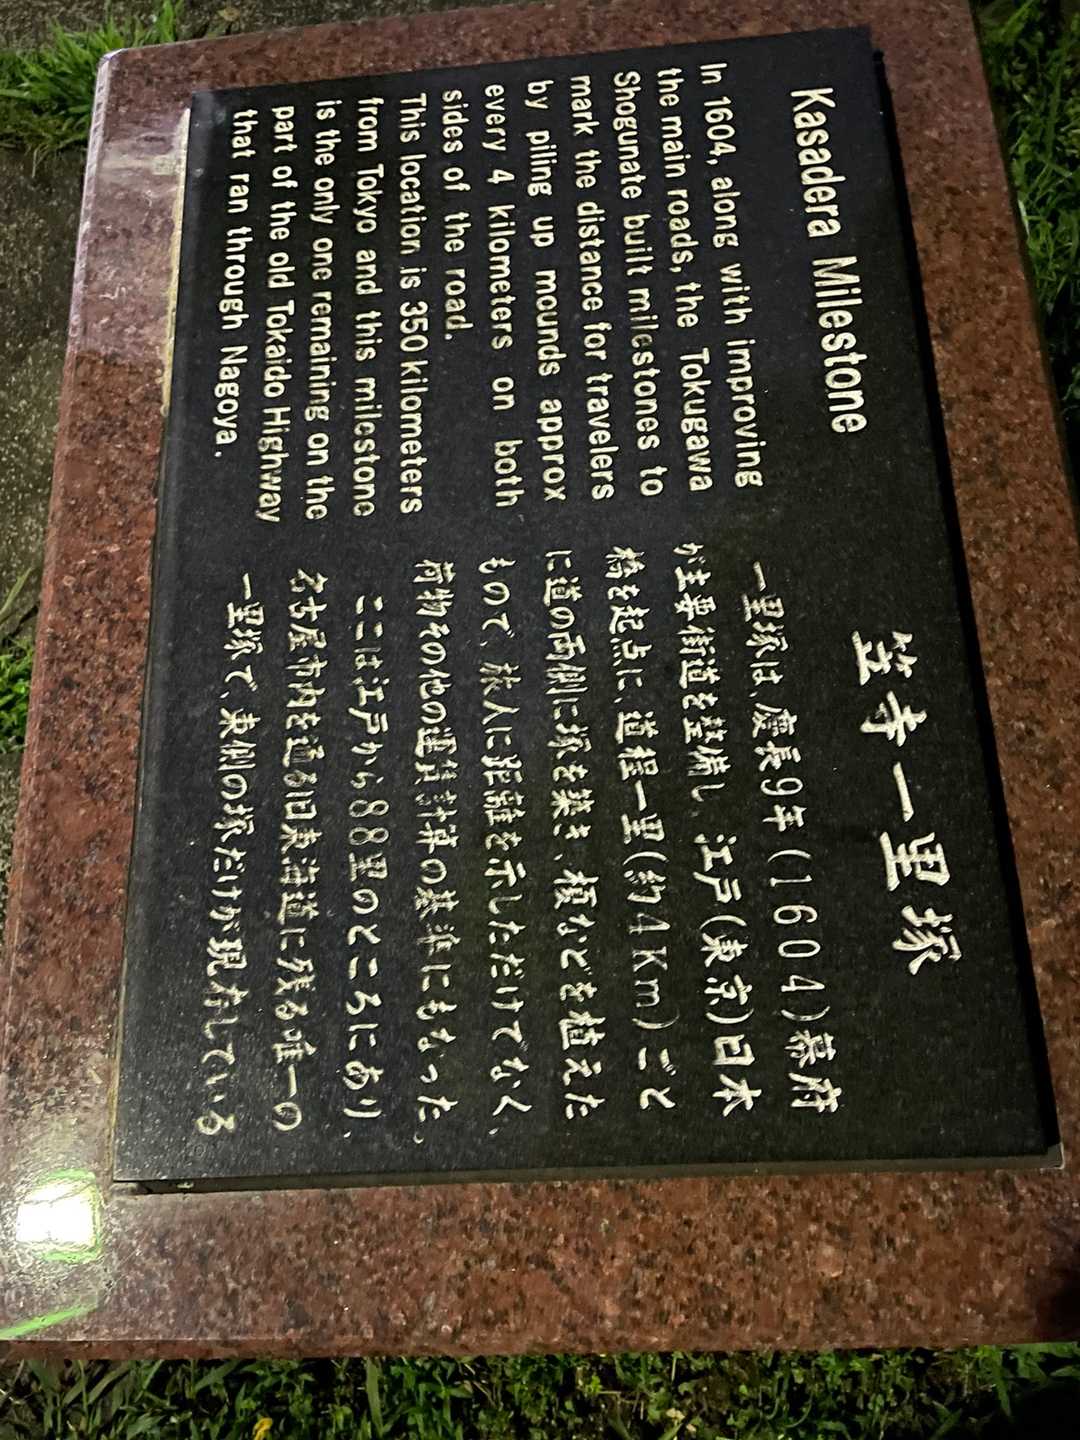 Kasadera Milestone
In 1604, along with improving
the main roads, the Tokugawa
Shogunate built milestones to
mark the distance for travelers
by piling up mounds approx
every 4 kilometers on both
sides of the road.
This location is 350 kilometers
from Tokyo and this milestone
is the only one remaining on the
part of the old Tokaido Highway
that ran through Nagoya.
笠寺一里塚
一里塚は、慶長9年(1604)幕府
が主要街道を整備し、江戸(東京)日本
橋を起点に、道程一里(約4Km)ごと
に道の両側に塚を築き、榎などを植えた
もので、旅人に距離を示しただけでなく、
荷物その他の運賃計算の基準にもなった。
ここは江戸から88里のところにあり、
名古屋市内を通る旧東海道に残る唯一の
一里塚で、東側の塚だけが現存している